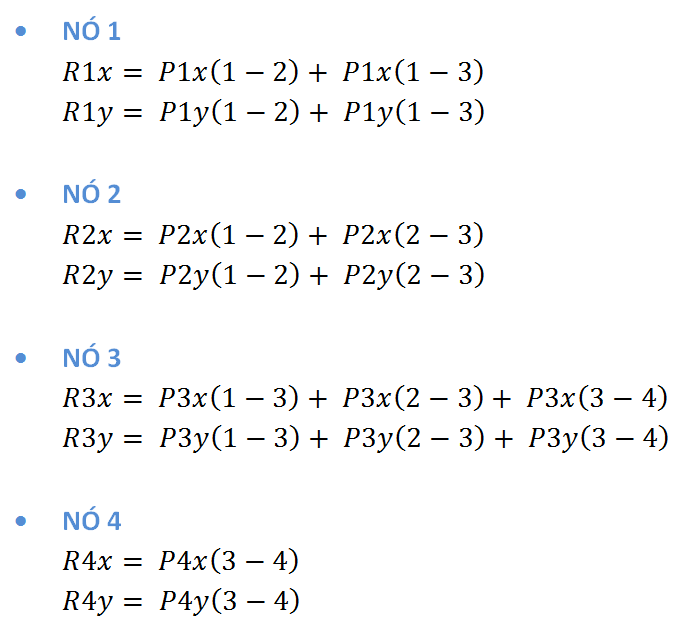 • NÓ 1
R1x = P1x(1 − 2) + P1x(1 − 3)
R1y = P1y(1 − 2) + P1y(1 − 3)
• NÓ 2
R2x = P2x(1 − 2) + P2x(2 − 3)
R2y = P2y(1 − 2) + P2y(2 − 3)
• NÓ 3
R3x = P3x(1 − 3) + P3x(2 − 3) + P3x(3 − 4)
R3y = P3y(1 − 3) + P3y(2 − 3) + P3y(3 − 4)
• NÓ 4
R4x = P4x(3 − 4)
R4y = P4y(3 − 4)